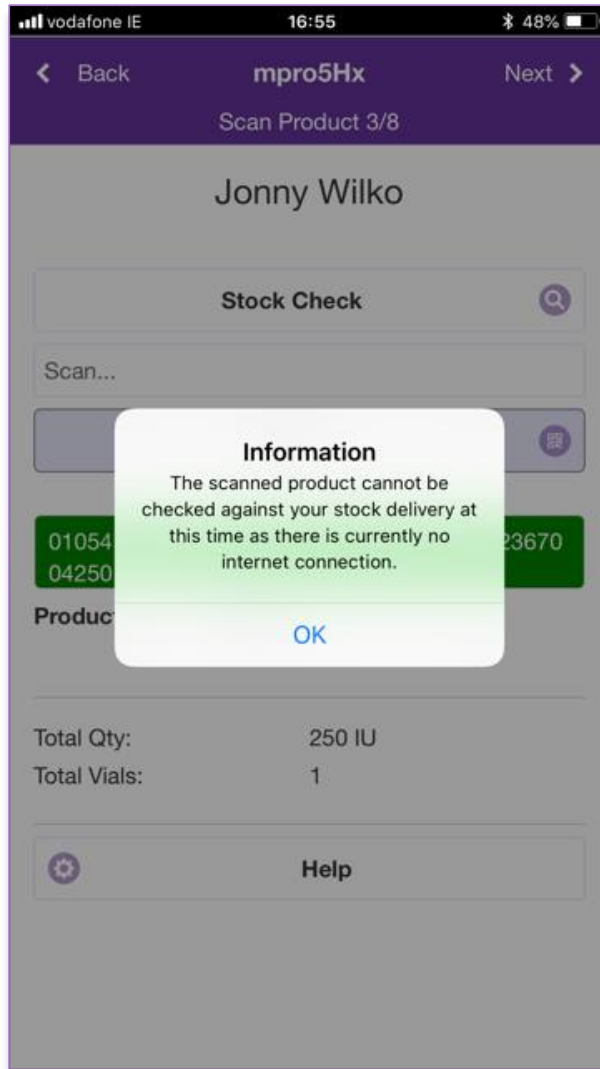 vodafone IE 16:55 48%
Back mpro5Hx Next
Scan Product 3/8
Jonny Wilko
Stock Check
Scan...
Information
The scanned product cannot be
checked against your stock delivery at
this time as there is currently no
internet connection.
OK
01054 23670
04250
Produc
Total Qty: 250 IU
Total Vials: 1
Help